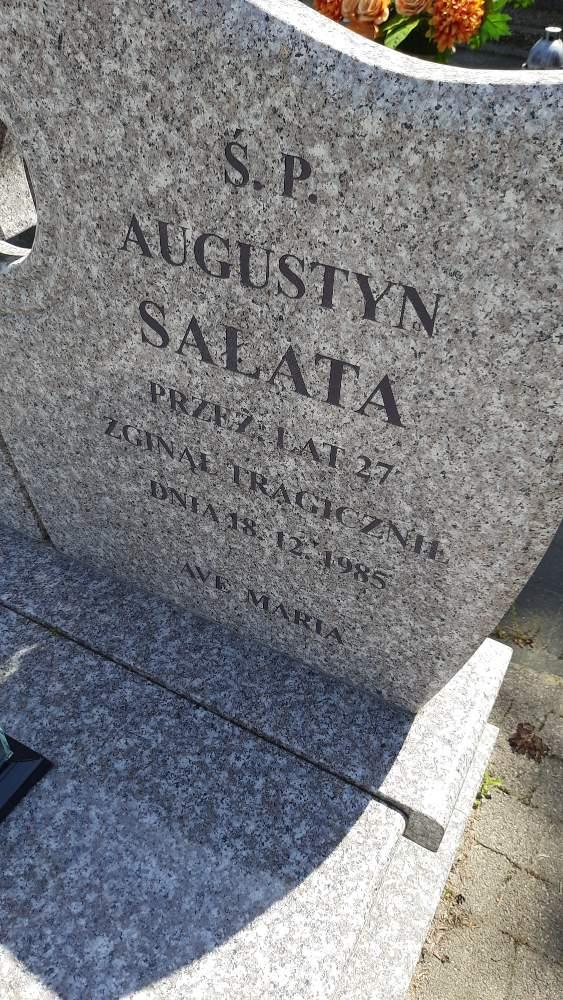 Ś. P.
AUGUSTYN
SAŁATA
PRZEŻ. LAT 27
ZGINĄŁ TRAGICZNIE
DNIA 18. 12. 1985
AVE MARIA